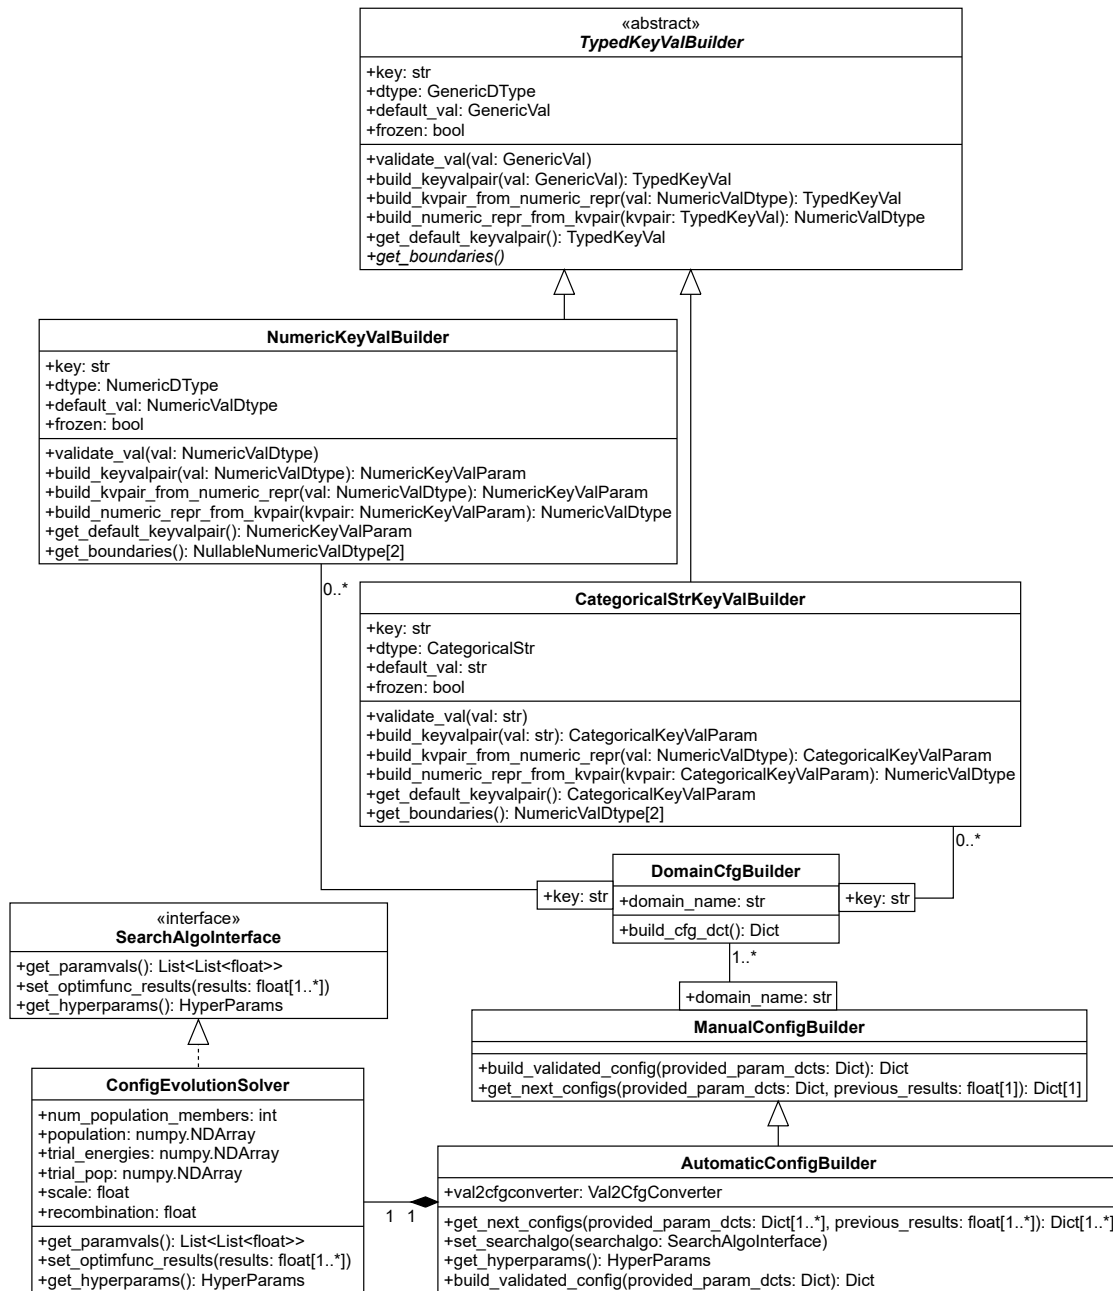 «abstract»
TypedKeyValBuilder
+key: str
+dtype: GenericDType
+default_val: GenericVal
+frozen: bool
+validate_val(val: GenericVal)
+build_keyvalpair(val: GenericVal): TypedKeyVal
+build_kvpair_from_numeric_repr(val: NumericValDtype): TypedKeyVal
+build_numeric_repr_from_kvpair(kvpair: TypedKeyVal): NumericValDtype
+get_default_keyvalpair(): TypedKeyVal
+get_boundaries()
NumericKeyValBuilder
+key: str
+dtype: NumericDType
+default_val: NumericValDtype
+frozen: bool
+validate_val(val: NumericValDtype)
+build_keyvalpair(val: NumericValDtype): NumericKeyValParam
+build_kvpair_from_numeric_repr(val: NumericValDtype): NumericKeyValParam
+build_numeric_repr_from_kvpair(kvpair: NumericKeyValParam): NumericValDtype
+get_default_keyvalpair(): NumericKeyValParam
+get_boundaries(): NullableNumericValDtype[2]
0..*
CategoricalStrKeyValBuilder
+key: str
+dtype: CategoricalStr
+default_val: str
+frozen: bool
+validate_val(val: str)
+build_keyvalpair(val: str): CategoricalKeyValParam
+build_kvpair_from_numeric_repr(val: NumericValDtype): CategoricalKeyValParam
+build_numeric_repr_from_kvpair(kvpair: CategoricalKeyValParam): NumericValDtype
+get_default_keyvalpair(): CategoricalKeyValParam
+get_boundaries(): NumericValDtype[2]
0..*
+key: str
DomainCfgBuilder
+domain_name: str
+build_cfg_dct(): Dict
+key: str
1..*
«interface»
SearchAlgoInterface
+get_paramvals(): List<List<float>>
+set_optimfunc_results(results: float[1..*])
+get_hyperparams(): HyperParams
+domain_name: str
ManualConfigBuilder
+build_validated_config(provided_param_dcts: Dict): Dict
+get_next_configs(provided_param_dcts: Dict, previous_results: float[1]): Dict[1]
ConfigEvolutionSolver
+num_population_members: int
+population: numpy.NDArray
+trial_energies: numpy.NDArray
+trial_pop: numpy.NDArray
+scale: float
+recombination: float
+get_paramvals(): List<List<float>>
+set_optimfunc_results(results: float[1..*])
+get_hyperparams(): HyperParams
1 1
AutomaticConfigBuilder
+val2cfgconverter: Val2CfgConverter
+get_next_configs(provided_param_dcts: Dict[1..*], previous_results: float[1..*]): Dict[1..*]
+set_searchalgo(searchalgo: SearchAlgoInterface)
+get_hyperparams(): HyperParams
+build_validated_config(provided_param_dcts: Dict): Dict